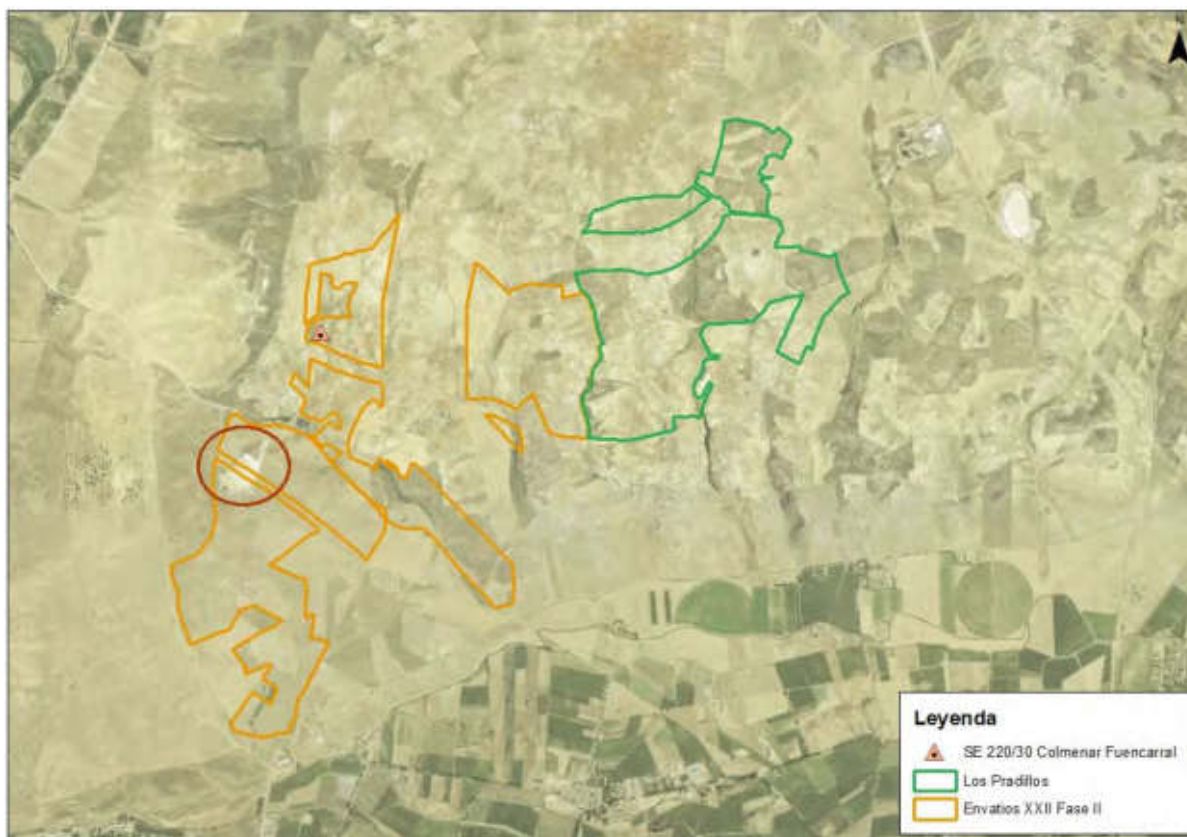 Leyenda
SE 220/30 Colmenar Fuencarral
Los Pradillos
Envatios XXII Fase II